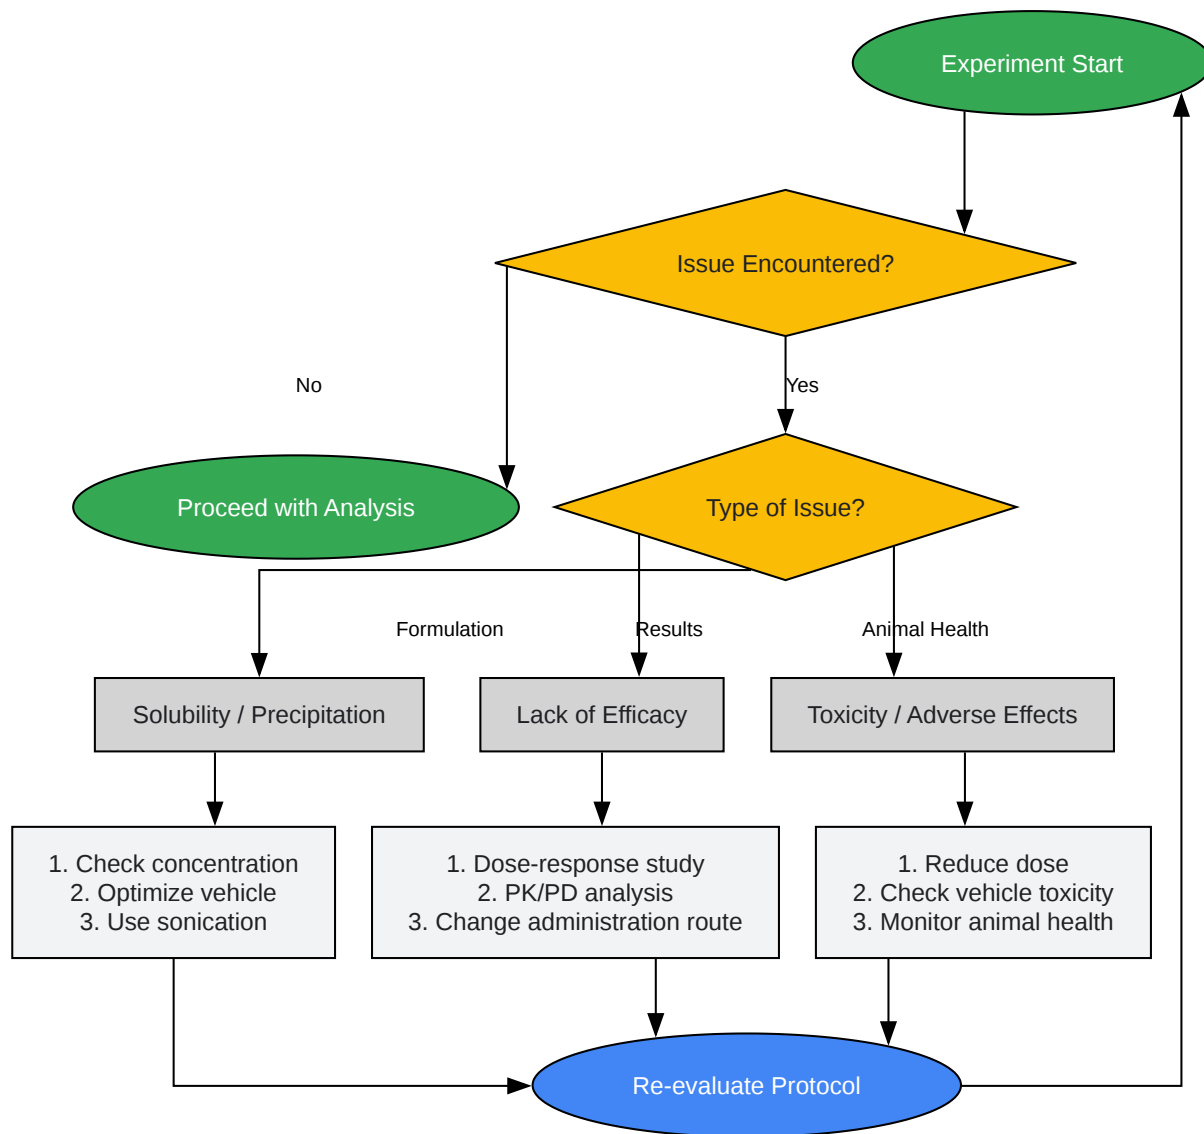 Experiment Start
Issue Encountered?
No
Yes
Proceed with Analysis
Type of Issue?
Formulation
Results
Animal Health
Solubility / Precipitation
Lack of Efficacy
Toxicity / Adverse Effects
1. Check concentration
2. Optimize vehicle
3. Use sonication
1. Dose-response study
2. PK/PD analysis
3. Change administration route
1. Reduce dose
2. Check vehicle toxicity
3. Monitor animal health
Re-evaluate Protocol